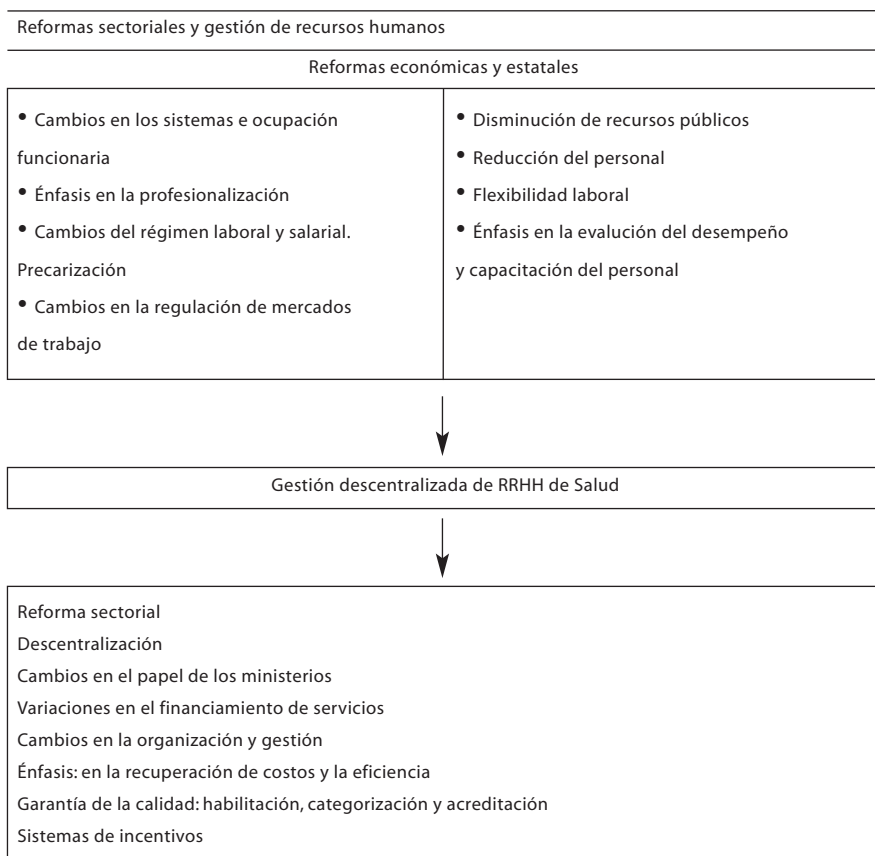 Reformas sectoriales y gestión de recursos humanos
Reformas económicas y estatales
• Cambios en los sistemas e ocupación
funcionaria
• Énfasis en la profesionalización
• Cambios del régimen laboral y salarial.
Precarización
• Cambios en la regulación de mercados
de trabajo
• Disminución de recursos públicos
• Reducción del personal
• Flexibilidad laboral
• Énfasis en la evalución del desempeño
y capacitación del personal
Gestión descentralizada de RRHH de Salud
Reforma sectorial
Descentralización
Cambios en el papel de los ministerios
Variaciones en el financiamiento de servicios
Cambios en la organización y gestión
Énfasis: en la recuperación de costos y la eficiencia
Garantía de la calidad: habilitación, categorización y acreditación
Sistemas de incentivos